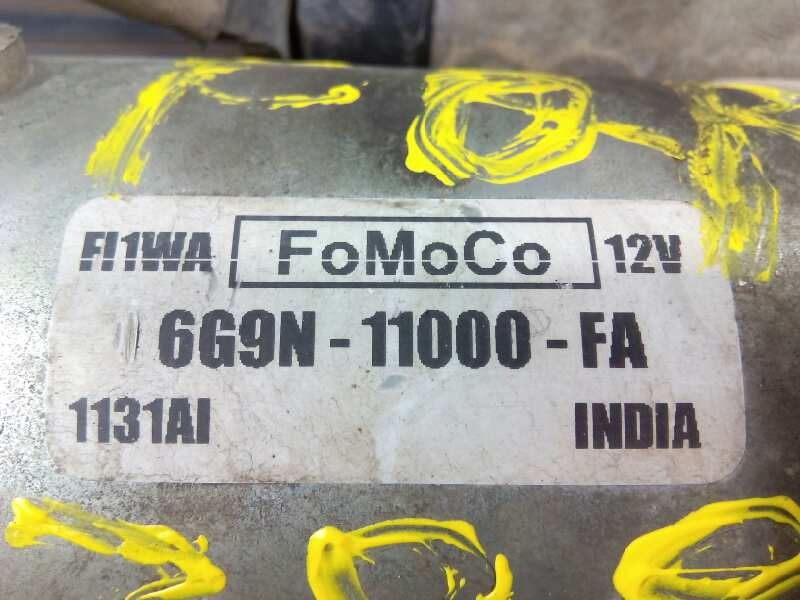 FI1WA FoMoCo 12V
6G9N - 11000 - FA
1131AI INDIA